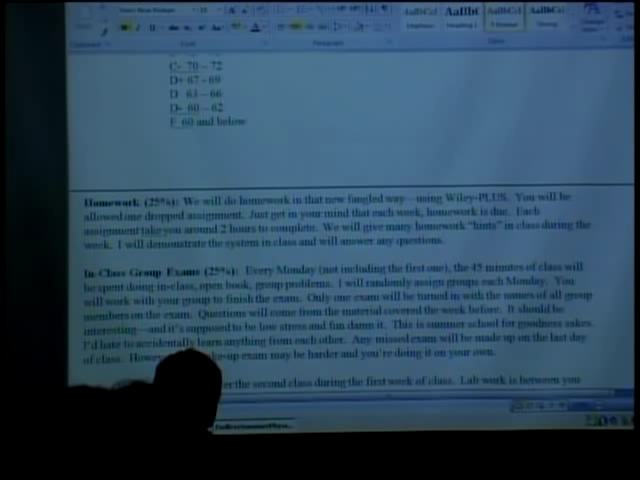 AaBbCcI AaBbC AaBbCcI AaBbCcI
Heading 1
Paragraph
C- 70 – 72
D+ 67 - 69
D 63 – 66
D- 60 – 62
F 60 and below
Homework (25%): We will do homework in that new fangled way—using Wiley-PLUS. You will be
allowed one dropped assignment. Just get in your mind that each week, homework is due. Each
assignment take you around 2 hours to complete. We will give many homework "hints" in class during the
week. I will demonstrate the system in class and will answer any questions.
In-Class Group Exams (25%): Every Monday (not including the first one), the 45 minutes of class will
be spent doing in-class, open book, group problems. I will randomly assign groups each Monday. You
will work with your group to finish the exam. Only one exam will be turned in with the names of all group
members on the exam. Questions will come from the material covered the week before. It should be
interesting—and it's supposed to be low stress and fun damn it. This is summer school for goodness sakes.
I'd hate to accidentally learn anything from each other. Any missed exam will be made up on the last day
of class. However make-up exam may be harder and you're doing it on your own.
the second class during the first week of class. Lab work is between you